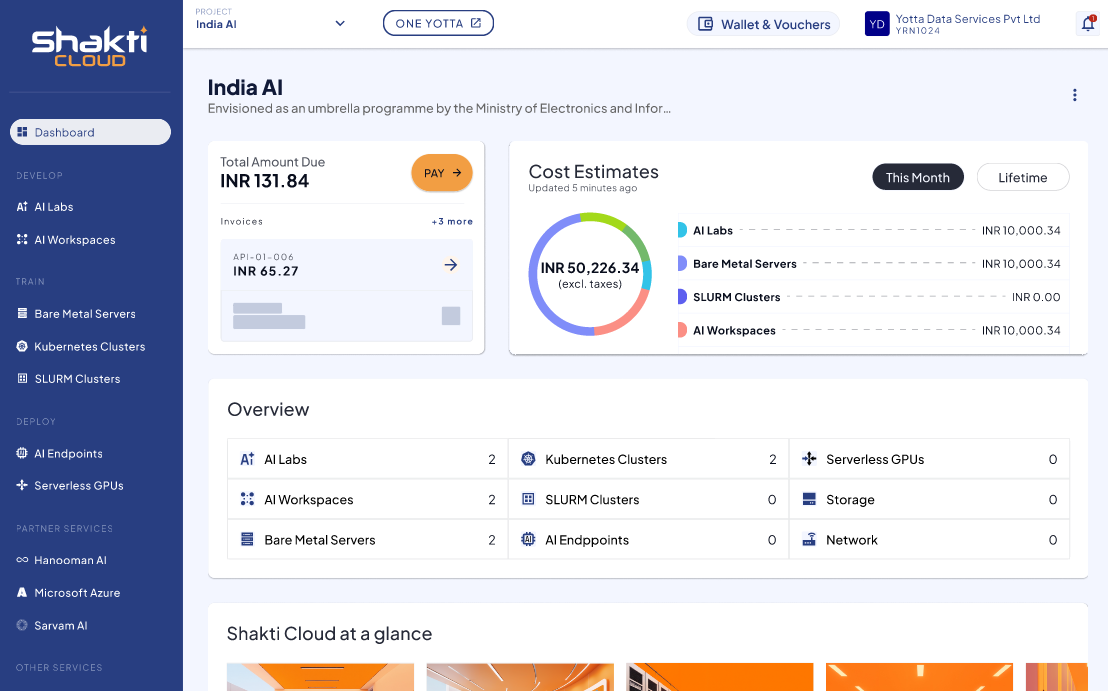 Shakti
CLOUD
Dashboard
DEVELOP
AI Labs
AI Workspaces
TRAIN
Bare Metal Servers
Kubernetes Clusters
SLURM Clusters
DEPLOY
AI Endpoints
Serverless GPUs
PARTNER SERVICES
Hanooman AI
Microsoft Azure
Sarvam AI
OTHER SERVICES
PROJECT
India AI
ONE YOTTA
Wallet & Vouchers
YD
Yotta Data Services Pvt Ltd
YRN1024
1
India AI
Envisioned as an umbrella programme by the Ministry of Electronics and Infor...
Total Amount Due
INR 131.84
PAY
Invoices
+3 more
API-01-006
INR 65.27
Cost Estimates
Updated 5 minutes ago
This Month
Lifetime
INR 50,226.34
(excl. taxes)
AI Labs INR 10,000.34
Bare Metal Servers INR 10,000.34
SLURM Clusters INR 0.00
AI Workspaces INR 10,000.34
Overview
AI Labs 2
Kubernetes Clusters 2
Serverless GPUs 0
AI Workspaces 2
SLURM Clusters 0
Storage 0
Bare Metal Servers 2
AI Endppoints 0
Network 0
Shakti Cloud at a glance